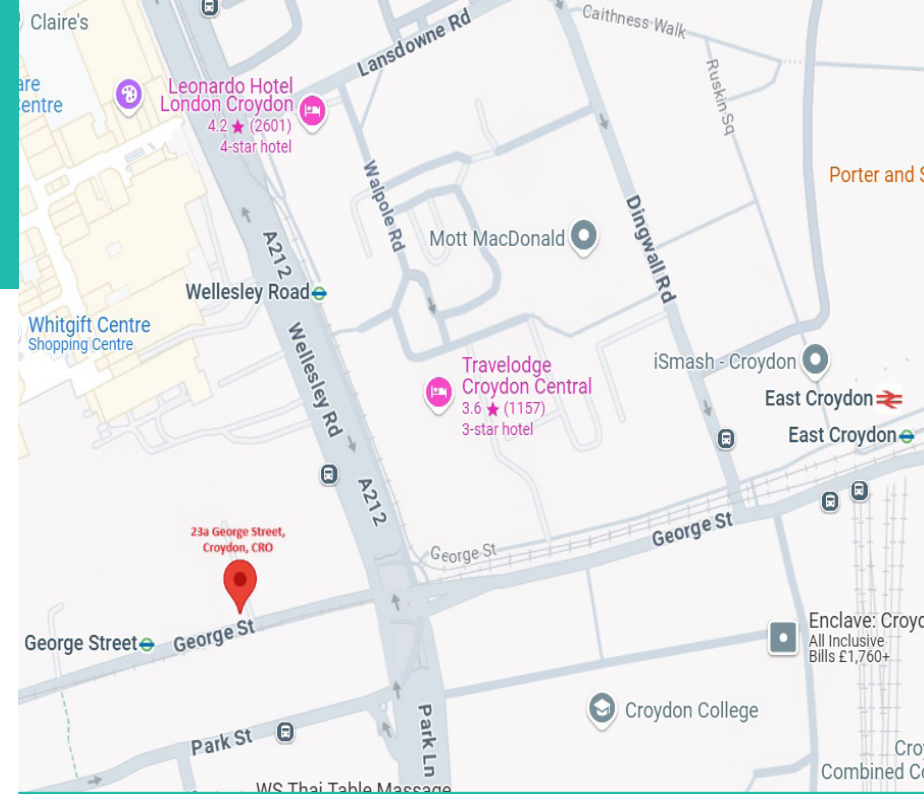 Claire's
Lansdowne Rd
Caithness Walk
Ruskin Sq
are
Centre
Leonardo Hotel
London Croydon
4.2 ★ (2601)
4-star hotel
Walpole Rd
Porter and S
Dingwall Rd
Mott MacDonald
A212
Wellesley Road
Whitgift Centre
Shopping Centre
Wellesley Rd
iSmash - Croydon
Travelodge
Croydon Central
3.6 ★ (1157)
3-star hotel
East Croydon
East Croydon
A212
23a George Street,
Croydon, CRO
George St
George St
George Street
George St
Enclave: Croyd
All Inclusive
Bills £1,760+
Croydon College
Park St
Park Ln
Cro
Combined Co
WS Thai Table Massage